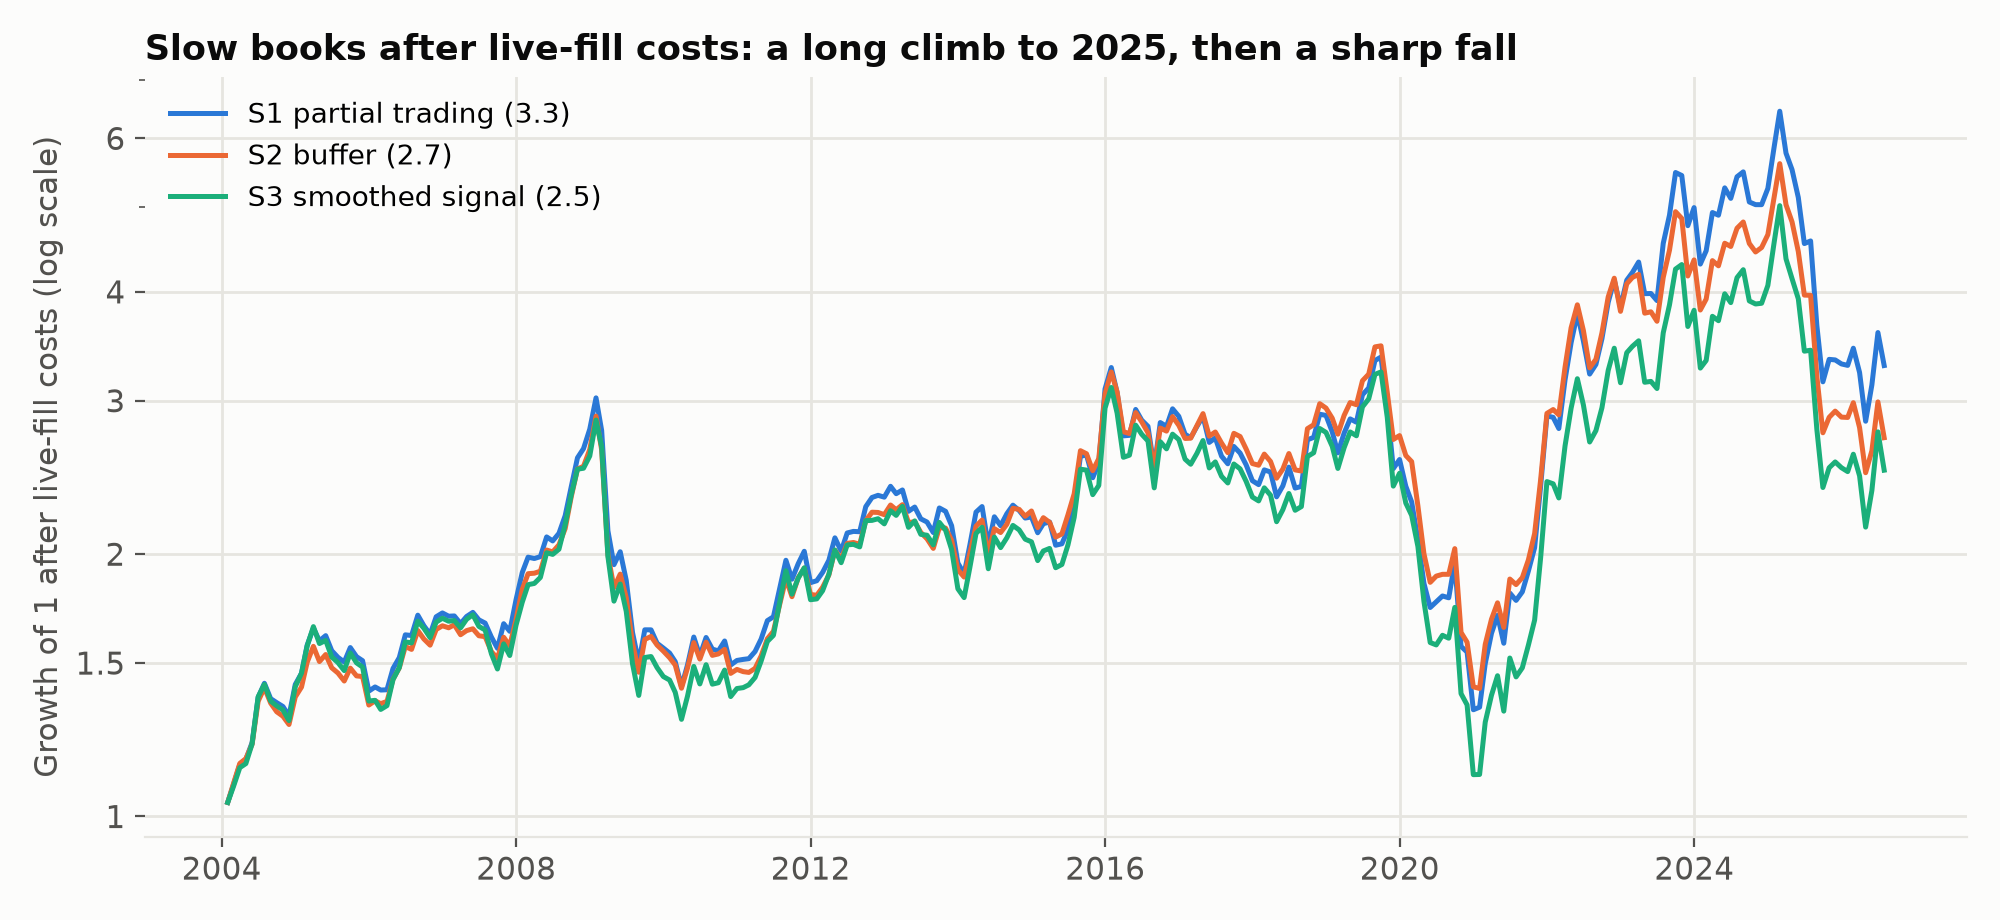 Slow books after live-fill costs: a long climb to 2025, then a sharp fall
S1 partial trading (3.3)
S2 buffer (2.7)
S3 smoothed signal (2.5)
Growth of 1 after live-fill costs (log scale)
6
4
3
2
1.5
1
2004 2008 2012 2016 2020 2024